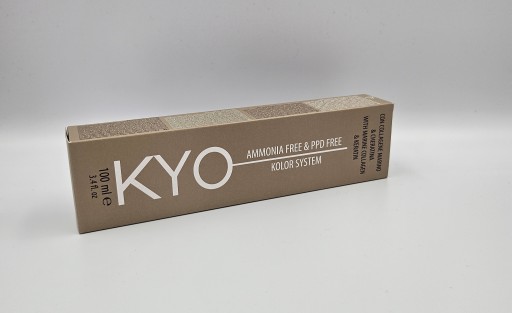 100 ml e
3.4 fl. oz
KYO
AMMONIA FREE & PPD FREE
KOLOR SYSTEM
CON COLLAGENE MARINO
& CHERATINA
WITH MARINE COLLAGEN
& KERATIN